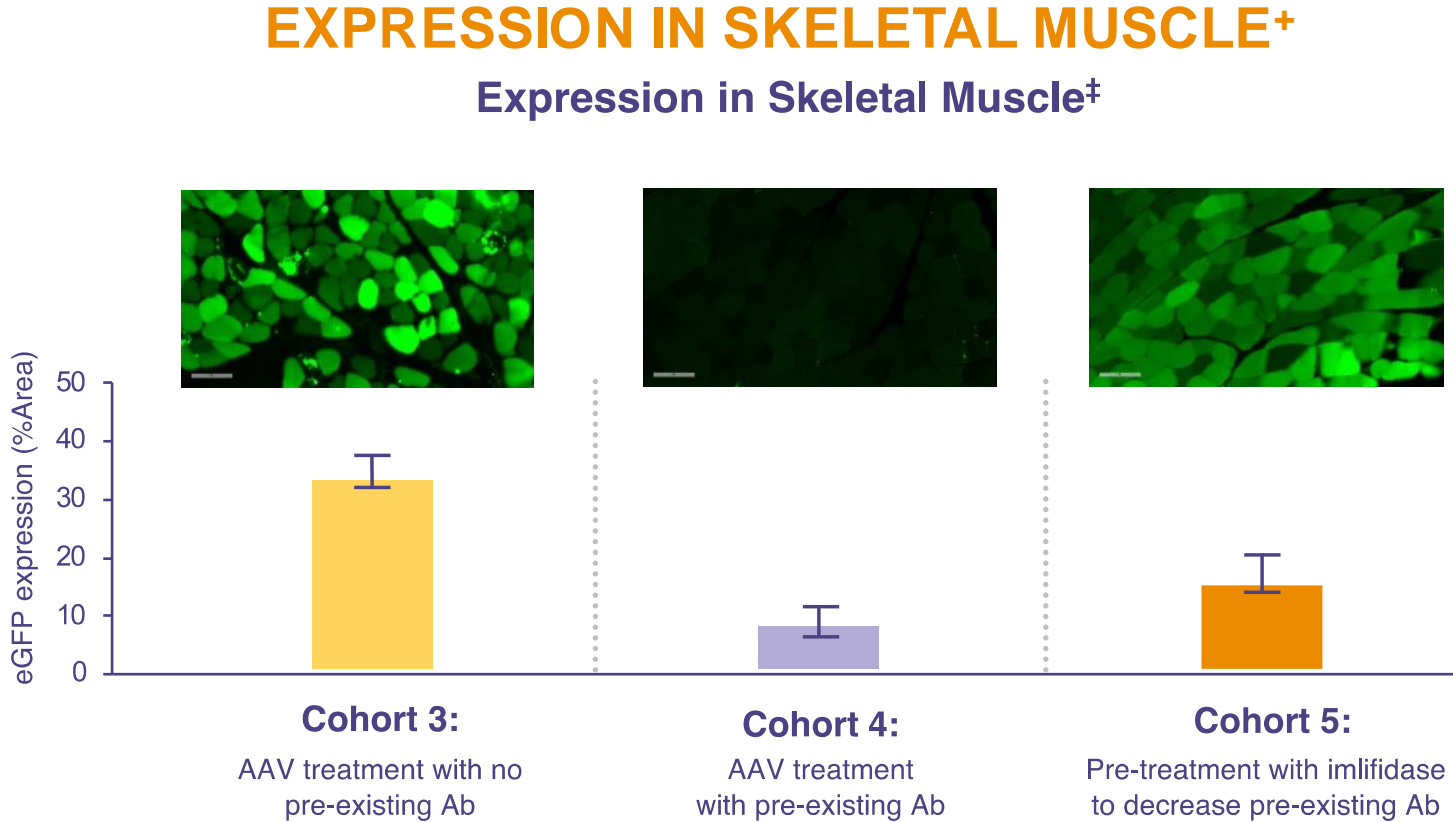 EXPRESSION IN SKELETAL MUSCLE+
Expression in Skeletal Muscle‡
eGFP expression (%Area)
50
40
30
20
10
0
Cohort 3:
AAV treatment with no
pre-existing Ab
Cohort 4:
AAV treatment
with pre-existing Ab
Cohort 5:
Pre-treatment with imlifidase
to decrease pre-existing Ab